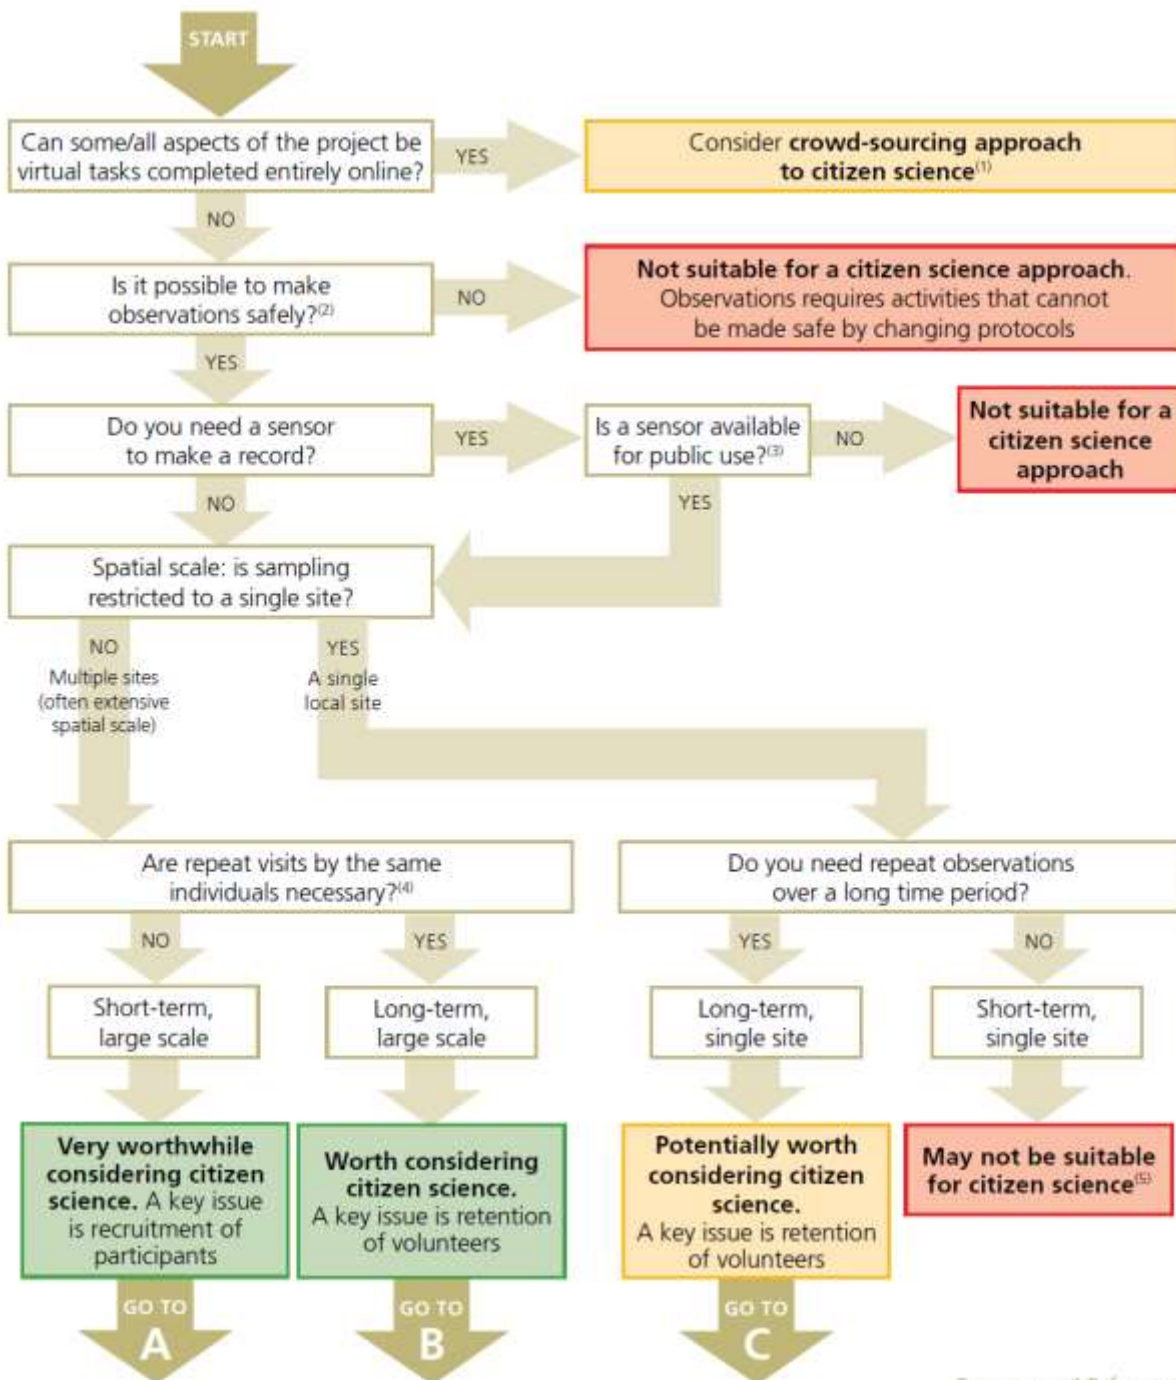 START
Can some/all aspects of the project be
virtual tasks completed entirely online?
YES
Consider crowd-sourcing approach
to citizen science(1)
NO
Is it possible to make
observations safely?(2)
NO
Not suitable for a citizen science approach.
Observations requires activities that cannot
be made safe by changing protocols
YES
Do you need a sensor
to make a record?
YES
Is a sensor available
for public use?(3)
NO
Not suitable for a
citizen science
approach
NO
YES
Spatial scale: is sampling
restricted to a single site?
NO
Multiple sites
(often extensive
spatial scale)
YES
A single
local site
Are repeat visits by the same
individuals necessary?(4)
Do you need repeat observations
over a long time period?
NO
YES
YES
NO
Short-term,
large scale
Long-term,
large scale
Long-term,
single site
Short-term,
single site
Very worthwhile
considering citizen
science. A key issue
is recruitment of
participants
Worth considering
citizen science.
A key issue is retention
of volunteers
Potentially worth
considering citizen
science.
A key issue is retention
of volunteers
May not be suitable
for citizen science(5)
GO TO
A
GO TO
B
GO TO
C